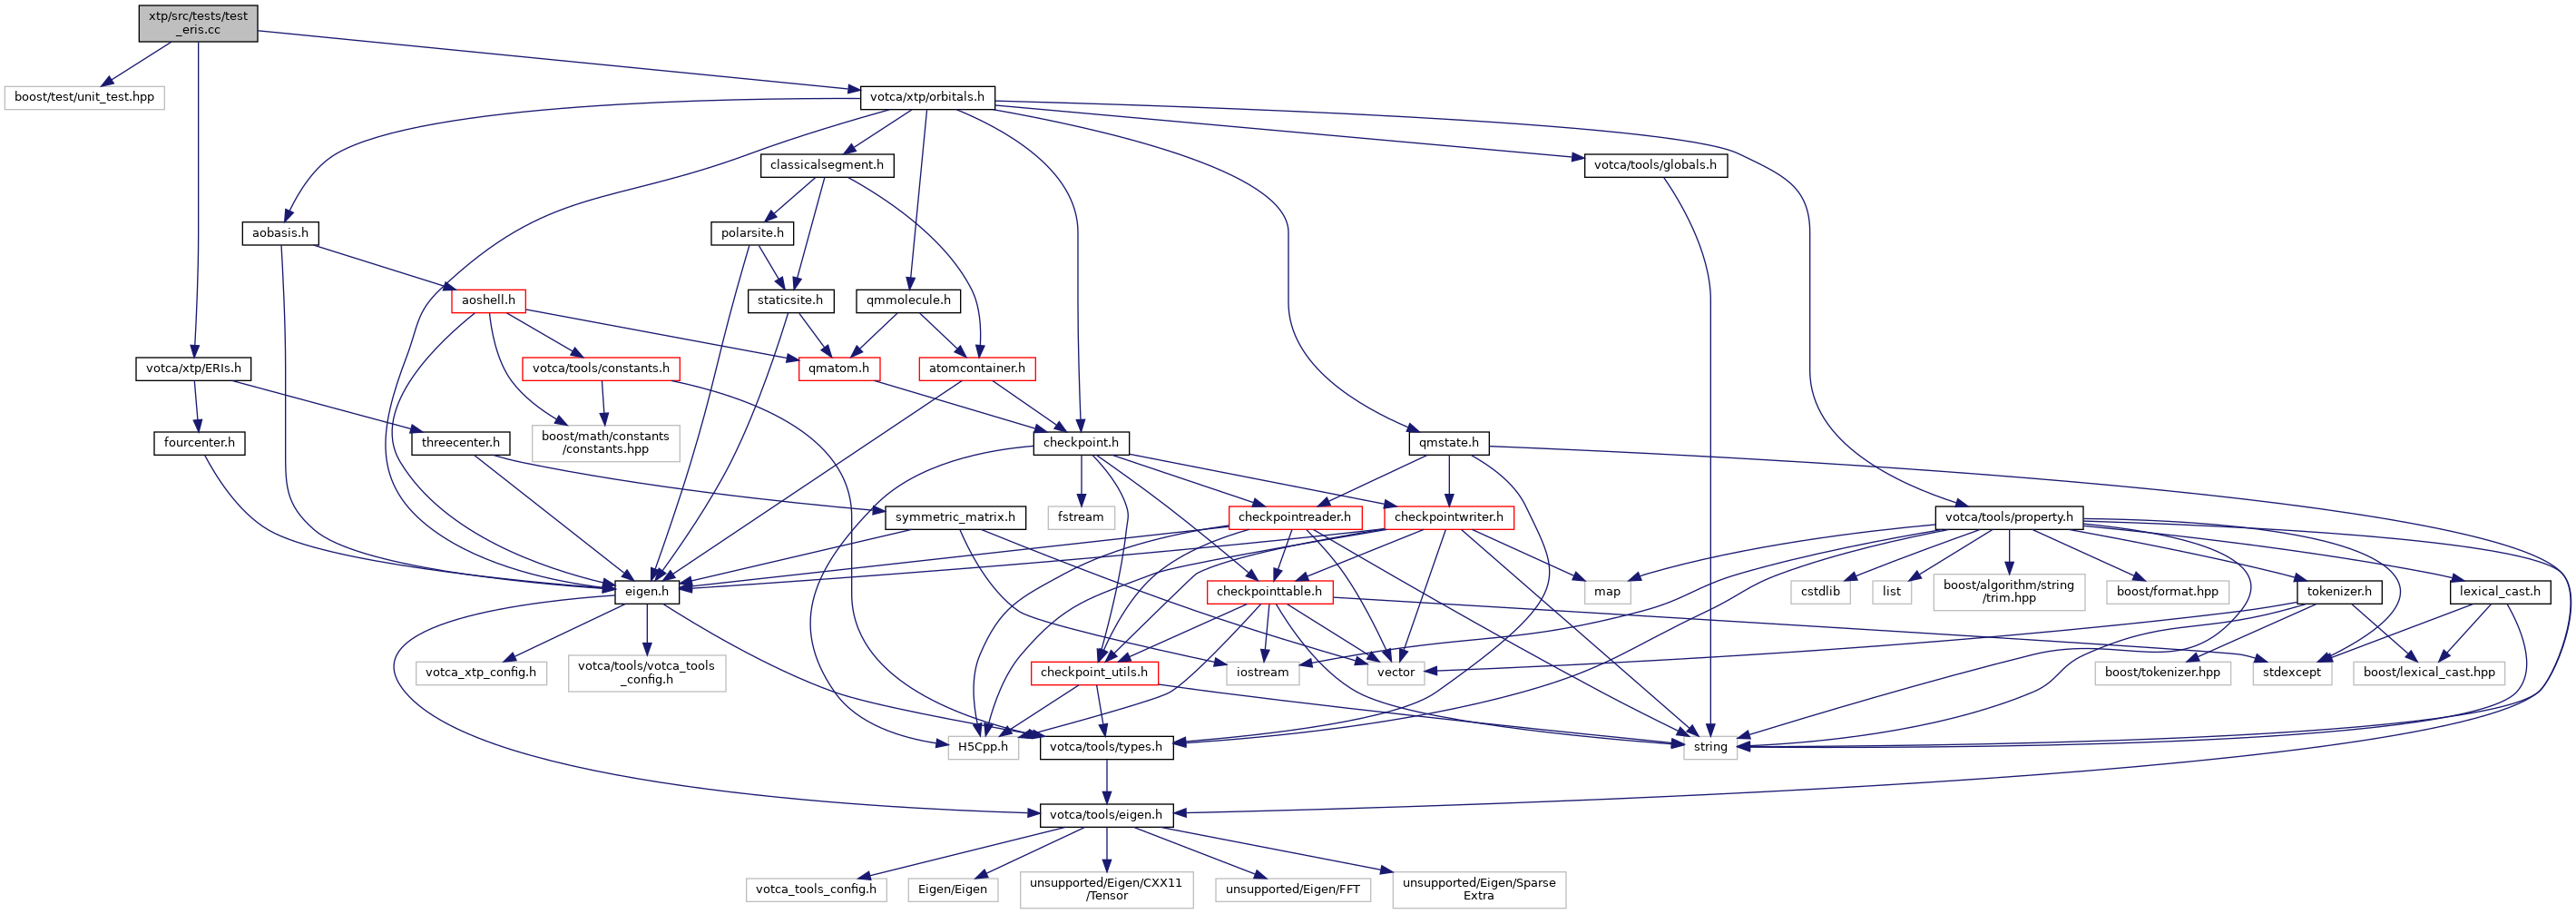 xtp/src/tests/test
_eris.cc
boost/test/unit_test.hpp
votca/xtp/orbitals.h
classicalsegment.h
votca/tools/globals.h
aobasis.h
polarsite.h
aoshell.h
staticsite.h
qmmolecule.h
votca/xtp/ERIs.h
votca/tools/constants.h
qmatom.h
atomcontainer.h
fourcenter.h
threecenter.h
boost/math/constants
/constants.hpp
checkpoint.h
qmstate.h
symmetric_matrix.h
fstream
checkpointreader.h
checkpointwriter.h
votca/tools/property.h
eigen.h
checkpointtable.h
map
cstdlib
list
boost/algorithm/string
/trim.hpp
boost/format.hpp
tokenizer.h
lexical_cast.h
votca_xtp_config.h
votca/tools/votca_tools
_config.h
checkpoint_utils.h
iostream
vector
boost/tokenizer.hpp
stdexcept
boost/lexical_cast.hpp
H5Cpp.h
votca/tools/types.h
string
votca/tools/eigen.h
votca_tools_config.h
Eigen/Eigen
unsupported/Eigen/CXX11
/Tensor
unsupported/Eigen/FFT
unsupported/Eigen/Sparse
Extra